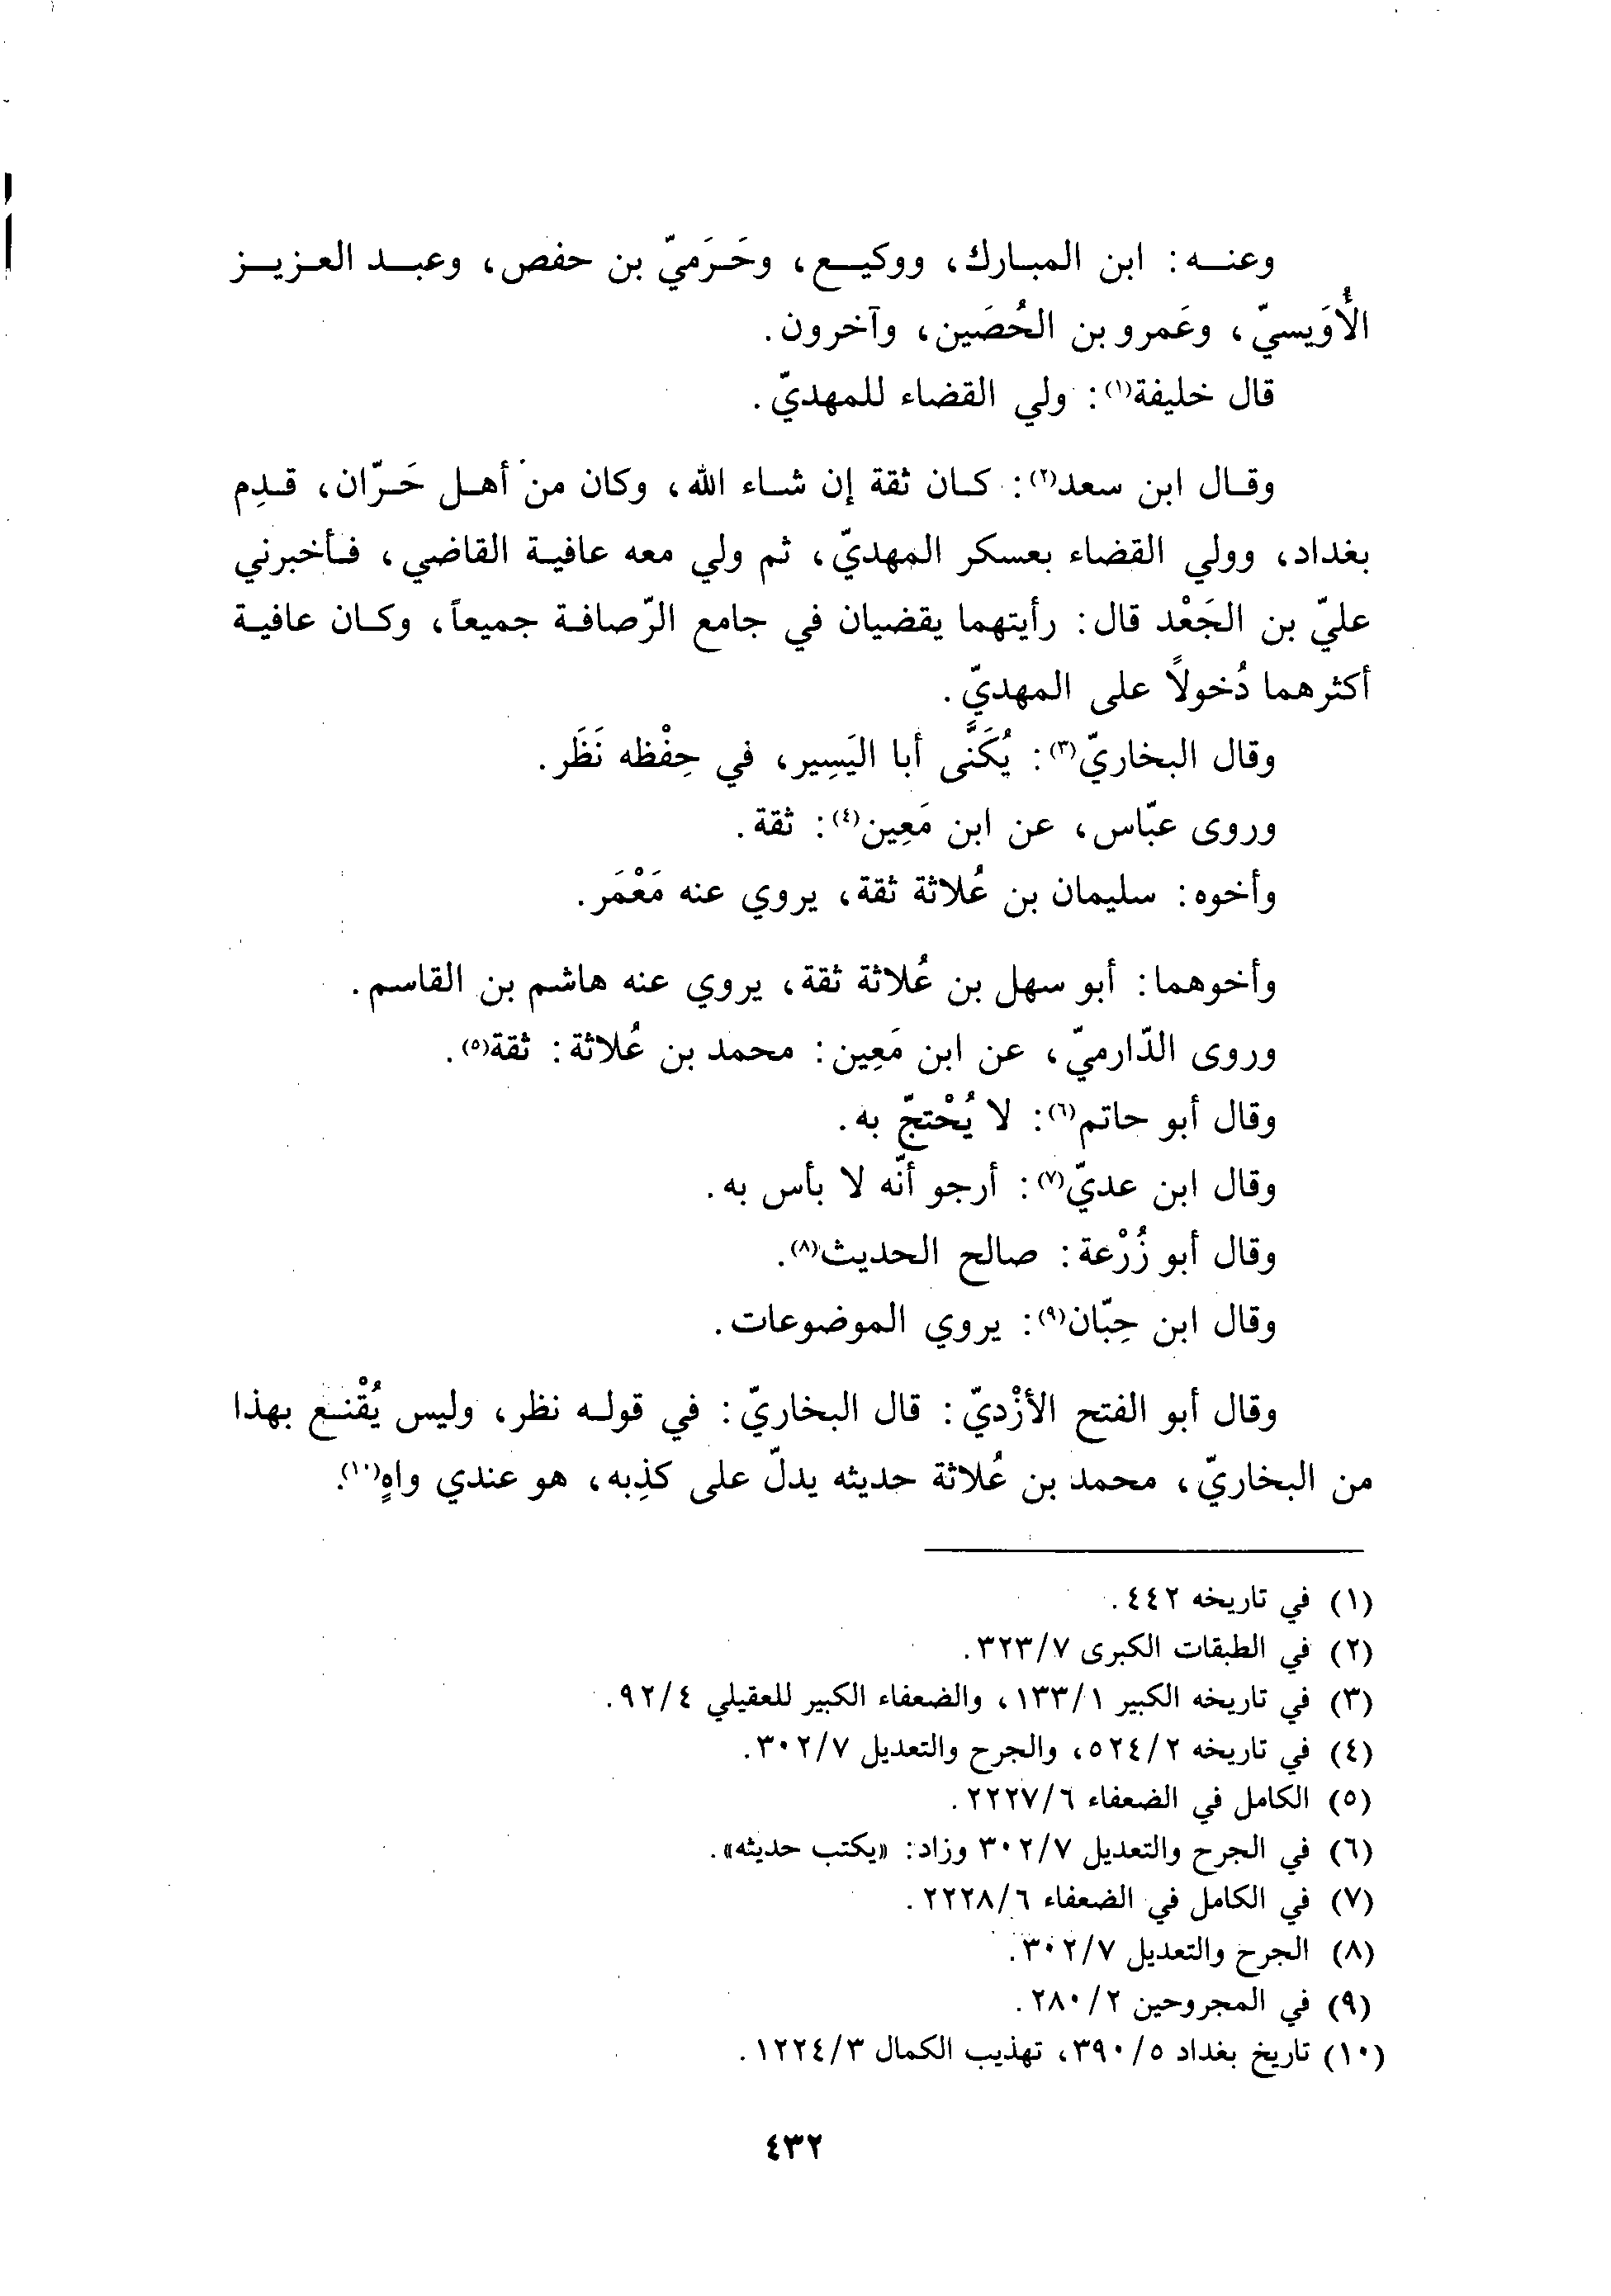 وعنه: ابن المبارك، ووكيع، وحَرَميّ بن حفص، وعبد العزيز
الأُوَيسيّ، وعَمرو بن الحُصَين، وآخرون.
قال خليفة(١): ولي القضاء للمهديّ.
وقال ابن سعد(٢): كان ثقة إن شاء الله، وكان من أهل حَرّان، قدِم
بغداد، وولي القضاء بعسكر المهديّ، ثم ولي معه عافية القاضي، فأخبرني
عليّ بن الجَعْد قال: رأيتهما يقضيان في جامع الرّصافة جميعاً، وكان عافية
أكثرهما دُخولاً على المهديّ.
وقال البخاريّ(٣): يُكَنَّى أبا اليَسِير، في حِفْظه نَظَر.
وروى عبّاس، عن ابن مَعِين(٤): ثقة.
وأخوه: سليمان بن عُلاثة ثقة، يروي عنه مَعْمَر.
وأخوهما: أبو سهل بن عُلاثة ثقة، يروي عنه هاشم بن القاسم.
وروى الدّارميّ، عن ابن مَعِين: محمد بن عُلاثة: ثقة(٥).
وقال أبو حاتم(٦): لا يُحْتجّ به.
وقال ابن عديّ(٧): أرجو أنّه لا بأس به.
وقال أبو زُرْعة: صالح الحديث(٨).
وقال ابن حِبّان(٩): يروي الموضوعات.
وقال أبو الفتح الأزْديّ: قال البخاريّ: في قوله نظر، وليس يُقْنع بهذا
من البخاريّ، محمد بن عُلاثة حديثه يدلّ على كذِبه، هو عندي واهٍ(١٠).
(١) في تاريخه ٤٤٢.
(٢) في الطبقات الكبرى ٣٢٣/٧.
(٣) في تاريخه الكبير ١٣٣/١، والضعفاء الكبير للعقيلي ٩٢/٤.
(٤) في تاريخه ٥٢٤/٢، والجرح والتعديل ٣٠٢/٧.
(٥) الكامل في الضعفاء ٢٢٢٧/٦.
(٦) في الجرح والتعديل ٣٠٢/٧ وزاد: «يكتب حديثه».
(٧) في الكامل في الضعفاء ٢٢٢٨/٦.
(٨) الجرح والتعديل ٣٠٢/٧.
(٩) في المجروحين ٢٨٠/٢.
(١٠) تاريخ بغداد ٣٩٠/٥، تهذيب الكمال ١٢٢٤/٣.
٤٣٢